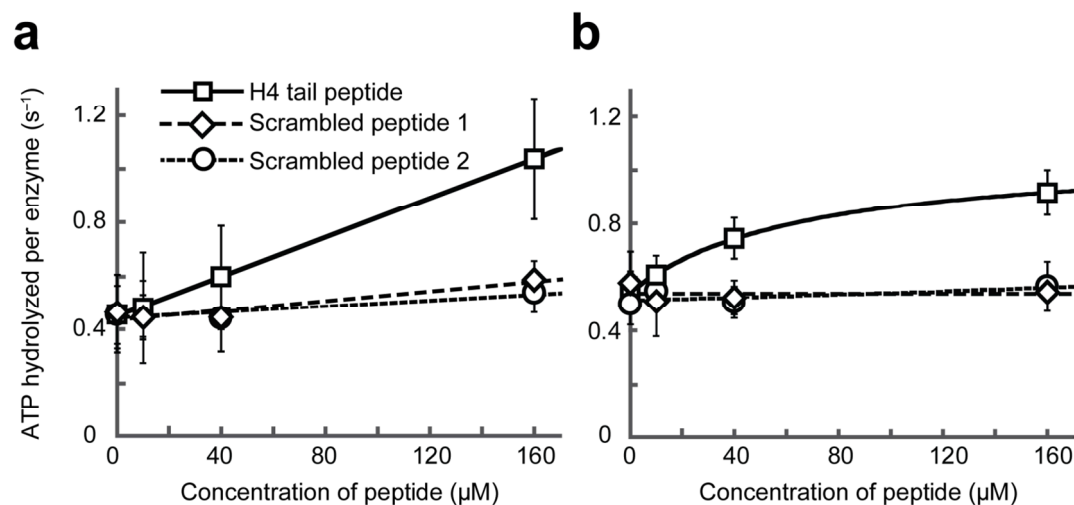 a
b
ATP hydrolyzed per enzyme (s⁻¹)
1.2
0.8
0.4
0
H4 tail peptide
Scrambled peptide 1
Scrambled peptide 2
0 40 80 120 160
Concentration of peptide (µM)
1.2
0.8
0.4
0
0 40 80 120 160
Concentration of peptide (µM)